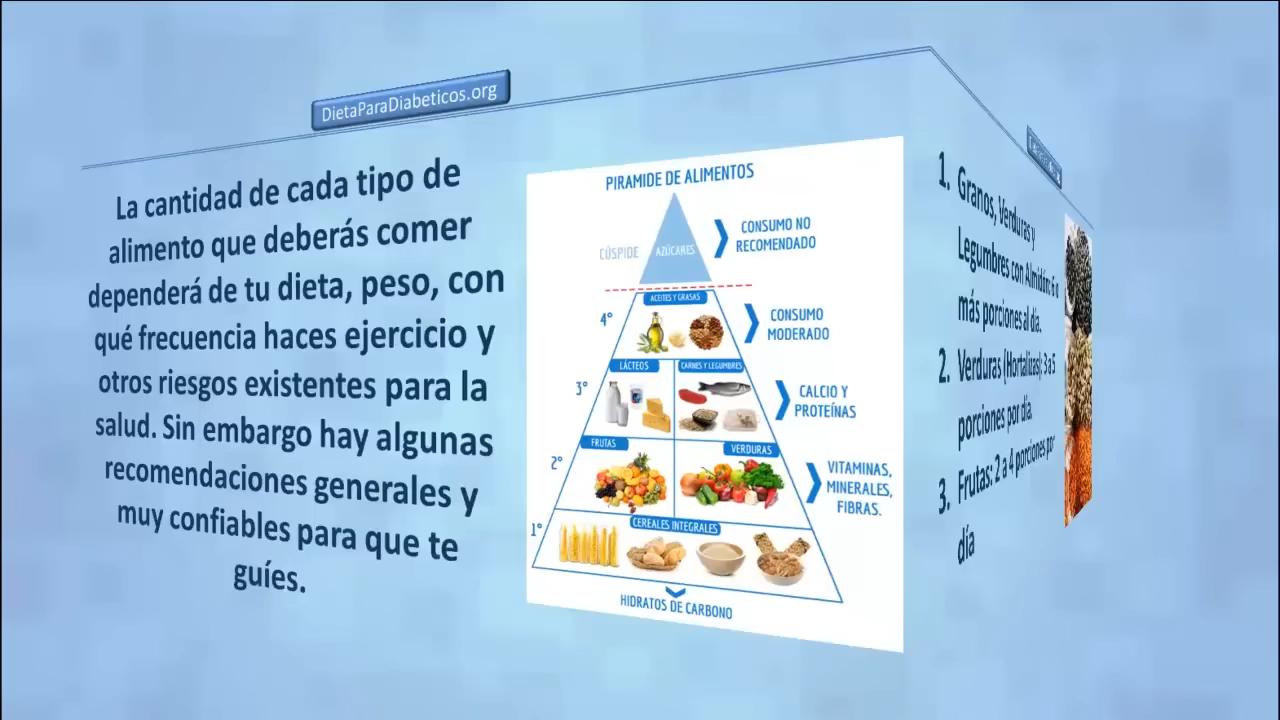 DietaParaDiabeticos.org
La cantidad de cada tipo de
alimento que deberás comer
dependerá de tu dieta, peso, con
qué frecuencia haces ejercicio y
otros riesgos existentes para la
salud. Sin embargo hay algunas
recomendaciones generales y
muy confiables para que te
guíes.
PIRAMIDE DE ALIMENTOS
CÚSPIDE
AZÚCARES
CONSUMO NO
RECOMENDADO
4°
ACEITES Y GRASAS
CONSUMO
MODERADO
3°
LÁCTEOS
CARNES Y LEGUMBRES
CALCIO Y
PROTEÍNAS
2°
FRUTAS
VERDURAS
VITAMINAS,
MINERALES,
FIBRAS.
1°
CEREALES INTEGRALES
HIDRATOS DE CARBONO
1. Granos, Verduras y
Legumbres con Almidón: 6 o
más porciones al día.
2. Verduras (Hortalizas): 3 a 5
porciones por día.
3. Frutas: 2 a 4 porciones por
día